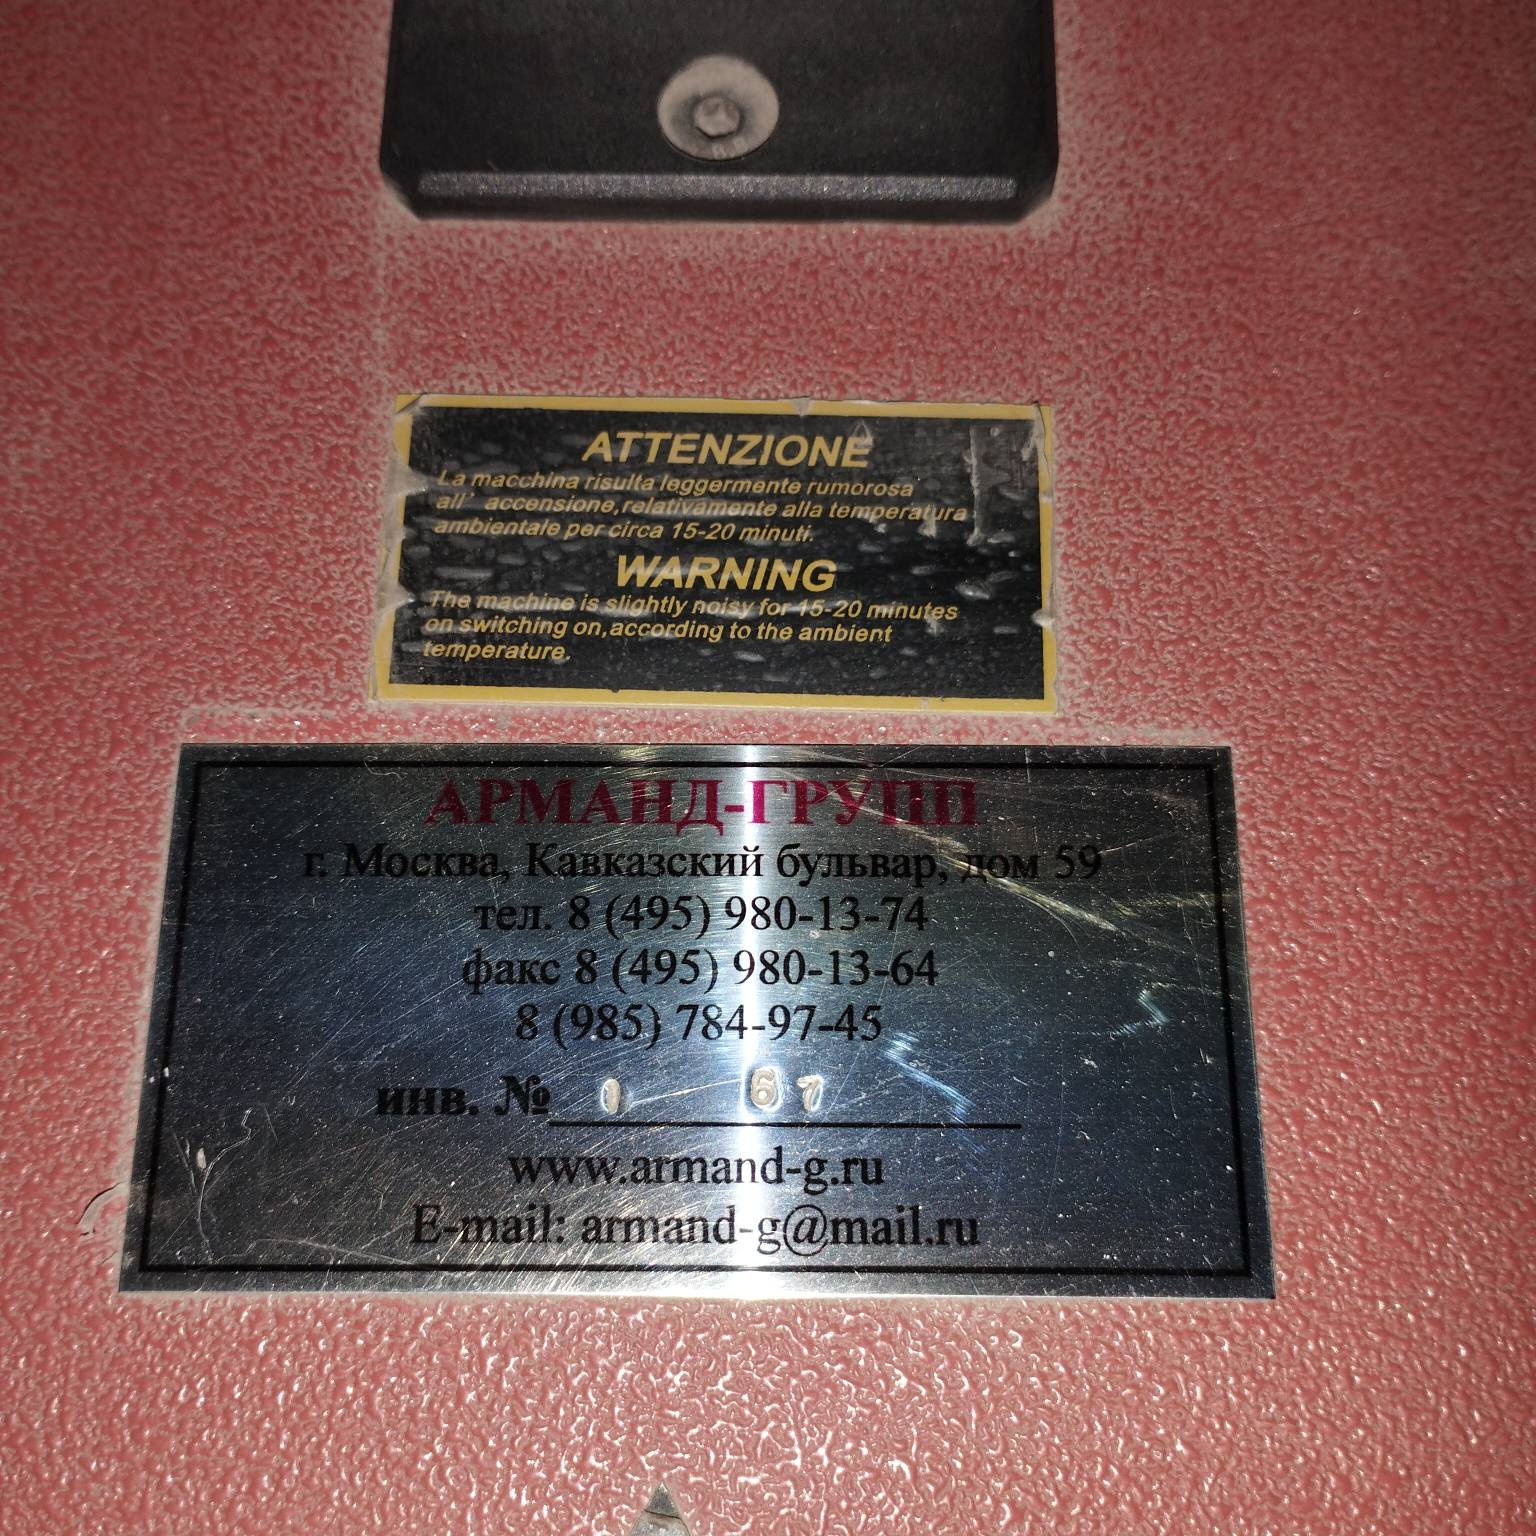 ATTENZIONE
La macchina risulta leggermente rumorosa
all' accensione,relativamente alla temperatura
ambientale per circa 15-20 minuti.
WARNING
The machine is slightly noisy for 15-20 minutes
on switching on,according to the ambient
temperature.
АРМАНД-ГРУПП
г. Москва, Кавказский бульвар, дом 59
тел. 8 (495) 980-13-74
факс 8 (495) 980-13-64
8 (985) 784-97-45
инв. № 1 67
www.armand-g.ru
E-mail: armand-g@mail.ru